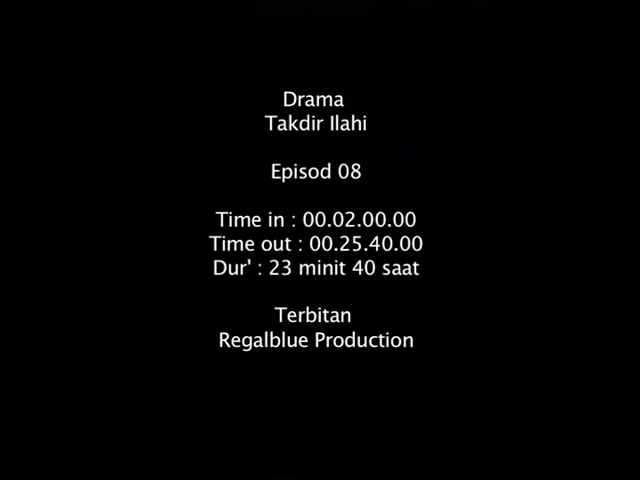 Drama
Takdir Ilahi
Episod 08
Time in : 00.02.00.00
Time out : 00.25.40.00
Dur' : 23 minit 40 saat
Terbitan
Regalblue Production